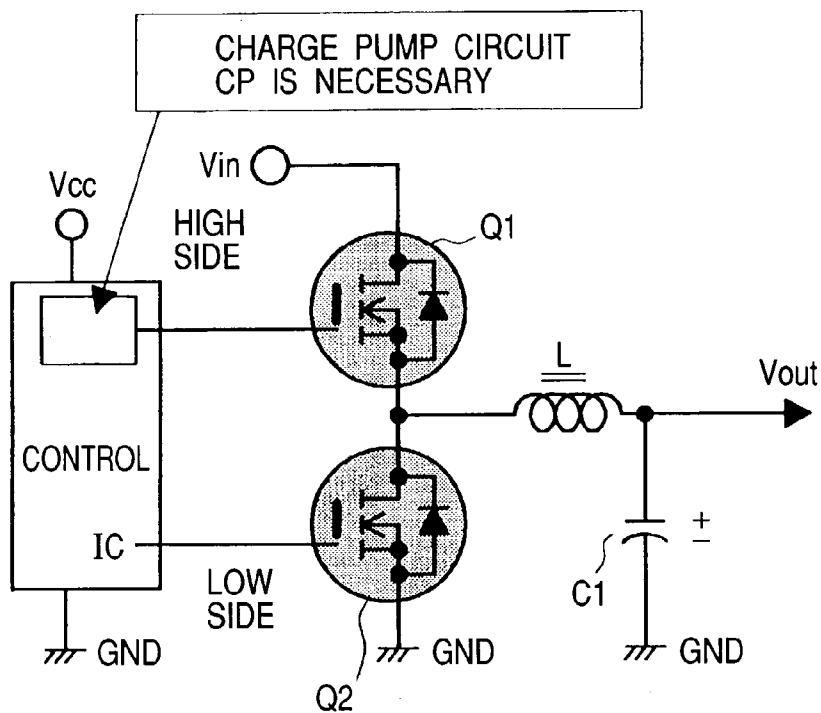 CHARGE PUMP CIRCUIT
CP IS NECESSARY
Vin
Vcc
HIGH
SIDE
Q1
L
Vout
CONTROL
IC
LOW
SIDE
+
−
C1
GND
GND
GND
Q2